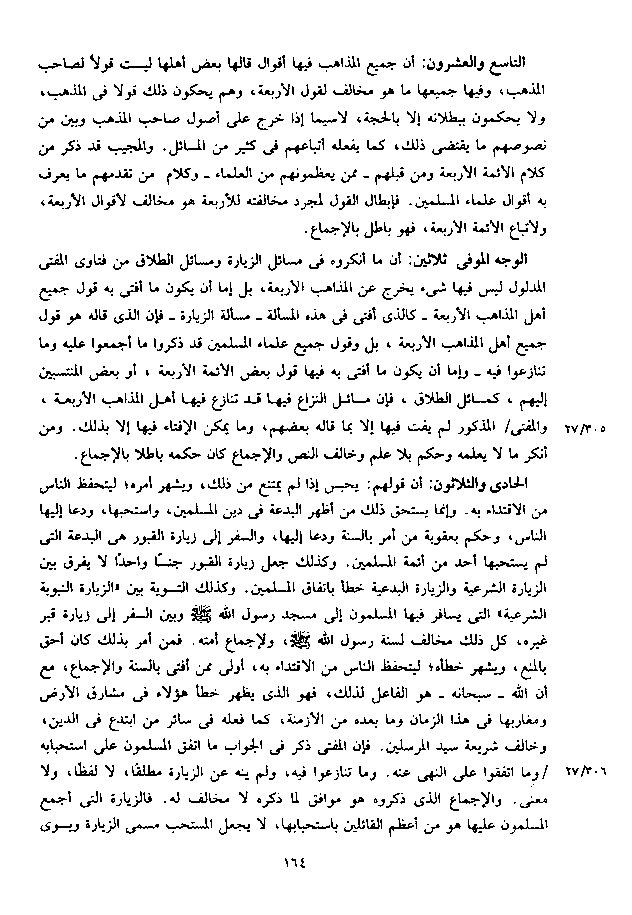 التاسع والعشرون: أن جميع المذاهب فيها أقوال قالها بعض أهلها ليست قولاً لصاحب
المذهب، وفيها جميعها ما هو مخالف لقول الأربعة، وهم يحكون ذلك قولا فى المذهب،
ولا يحكمون ببطلانه إلا بالحجة، لاسيما إذا خرج على أصول صاحب المذهب وبين من
نصوصهم ما يقتضى ذلك، كما يفعله أتباعهم فى كثير من المسائل. والمجيب قد ذكر من
كلام الأئمة الأربعة ومن قبلهم ـ ممن يعظمونهم من العلماء ـ وكلام من تقدمهم ما يعرف
به أقوال علماء المسلمين. فإبطال القول لمجرد مخالفته للأربعة هو مخالف لأقوال الأربعة،
ولأتباع الأئمة الأربعة، فهو باطل بالإجماع.
الوجه الموفى ثلاثين: أن ما أنكروه فى مسائل الزيارة ومسائل الطلاق من فتاوى المفتى
المدلول ليس فيها شىء يخرج عن المذاهب الأربعة، بل إما أن يكون ما أفتى به قول جميع
أهل المذاهب الأربعة ـ كالذى أفتى فى هذه المسألة ـ مسألة الزيارة ـ فإن الذى قاله هو قول
جميع أهل المذاهب الأربعة ، بل وقول جميع علماء المسلمين قد ذكروا ما أجمعوا عليه وما
تنازعوا فيه ـ وإما أن يكون ما أفتى به فيها قول بعض الأئمة الأربعة ، أو بعض المنتسبين
إليهم ، كمسائل الطلاق ، فإن مسائل النزاع فيها قد تنازع فيها أهل المذاهب الأربعة ،
والمفتى/ المذكور لم يفت فيها إلا بما قاله بعضهم، وما يمكن الإفتاء فيها إلا بذلك. ومن ٢٧/٣٠٥
أنكر ما لا يعلمه وحكم بلا علم وخالف النص والإجماع كان حكمه باطلا بالإجماع.
الحادى والثلاثون: أن قولهم: يحبس إذا لم يمتنع من ذلك، ويشهر أمره؛ ليتحفظ الناس
من الاقتداء به. وإنما يستحق ذلك من أظهر البدعة فى دين المسلمين، واستحبها، ودعا إليها
الناس، وحكم بعقوبة من أمر بالسنة ودعا إليها، والسفر إلى زيارة القبور هى البدعة التى
لم يستحبها أحد من أئمة المسلمين. وكذلك جعل زيارة القبور جنسًا واحدًا لا يفرق بين
الزيارة الشرعية والزيارة البدعية خطأ باتفاق المسلمين. وكذلك التسوية بين «الزيارة النبوية
الشرعية» التى يسافر فيها المسلمون إلى مسجد رسول الله ﷺ وبين السفر إلى زيارة قبر
غيره، كل ذلك مخالف لسنة رسول الله ﷺ، ولإجماع أمته. فمن أمر بذلك كان أحق
بالمنع، ويشهر خطأه؛ ليتحفظ الناس من الاقتداء به، أولى ممن أفتى بالسنة والإجماع، مع
أن الله ـ سبحانه ـ هو الفاعل لذلك، فهو الذى يظهر خطأ هؤلاء فى مشارق الأرض
ومغاربها فى هذا الزمان وما بعده من الأزمنة، كما فعله فى سائر من ابتدع فى الدين،
وخالف شريعة سيد المرسلين. فإن المفتى ذكر فى الجواب ما اتفق المسلمون على استحبابه
/وما اتفقوا على النهى عنه. وما تنازعوا فيه، ولم ينه عن الزيارة مطلقًا، لا لفظًا، ولا ٢٧/٣٠٦
معنى. والإجماع الذى ذكروه هو موافق لما ذكره لا مخالف له. فالزيارة التى أجمع
المسلمون عليها هو من أعظم القائلين باستحبابها، لا يجعل المستحب مسمى الزيارة ويسوى
١٦٤